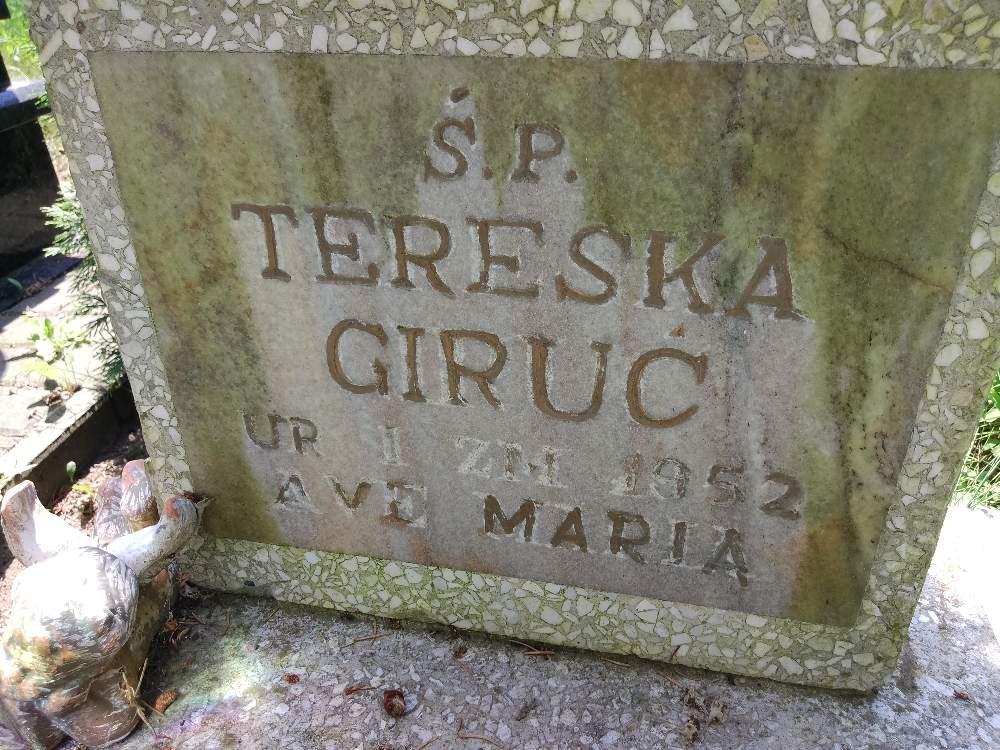 Ś.P.
TERESKA
GIRUĆ
UR I ZM 1952
AVE MARIA